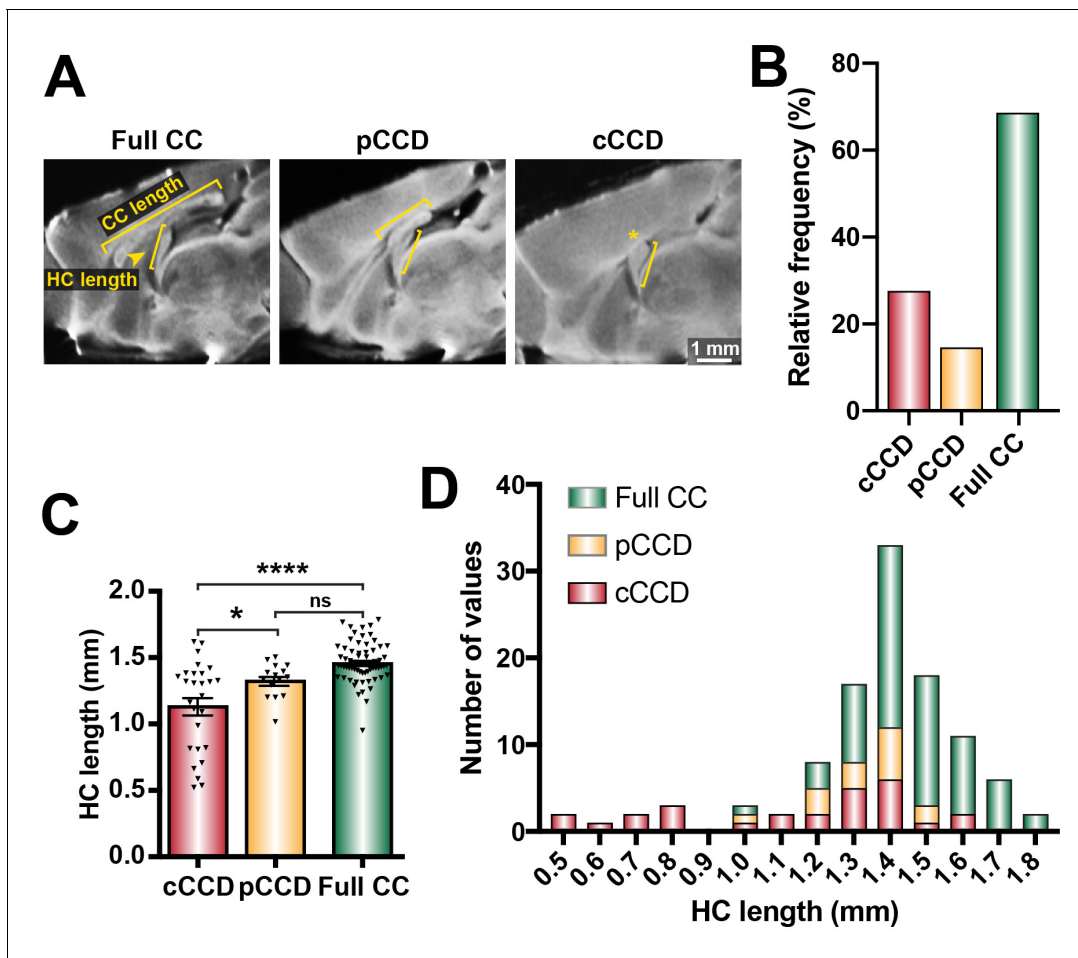 A
Full CC
pCCD
cCCD
CC length
HC length
*
1 mm
B
Relative frequency (%)
80
60
40
20
0
cCCD
pCCD
Full CC
C
HC length (mm)
2.0
1.5
1.0
0.5
0.0
****
*
ns
cCCD
pCCD
Full CC
D
Number of values
40
30
20
10
0
Full CC
pCCD
cCCD
0.5
0.6
0.7
0.8
0.9
1.0
1.1
1.2
1.3
1.4
1.5
1.6
1.7
1.8
HC length (mm)